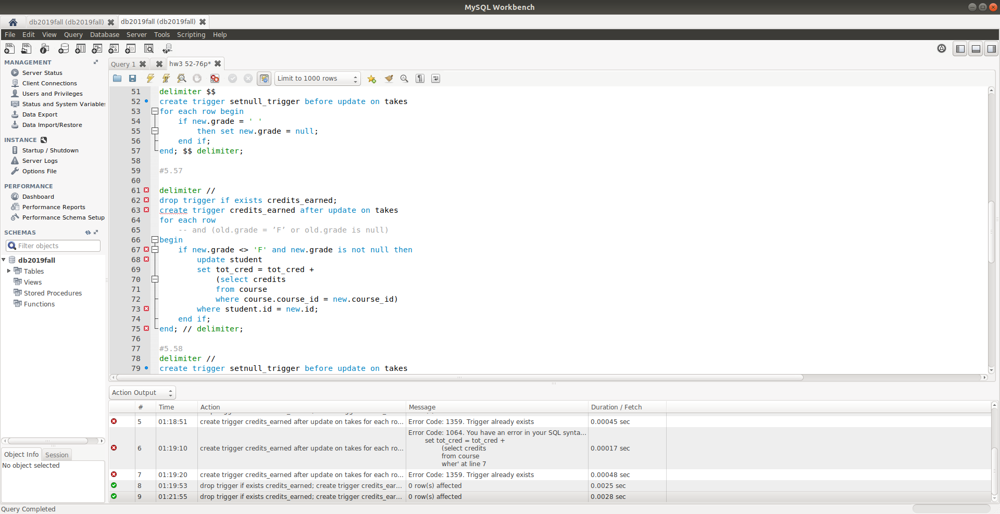 MySQL Workbench
db2019fall (db2019fall)
db2019fall (db2019fall)
File Edit View Query Database Server Tools Scripting Help
MANAGEMENT
Server Status
Client Connections
Users and Privileges
Status and System Variables
Data Export
Data Import/Restore
INSTANCE
Startup / Shutdown
Server Logs
Options File
PERFORMANCE
Dashboard
Performance Reports
Performance Schema Setup
SCHEMAS
Filter objects
db2019fall
Tables
Views
Stored Procedures
Functions
Object Info Session
No object selected
Query 1
hw3 52-76p*
Limit to 1000 rows
51 delimiter $$
52 create trigger setnull_trigger before update on takes
53 for each row begin
54 if new.grade = ' '
55 then set new.grade = null;
56 end if;
57 end; $$ delimiter;
58
59 #5.57
60
61 delimiter //
62 drop trigger if exists credits_earned;
63 create trigger credits_earned after update on takes
64 for each row
65 -- and (old.grade = ’F’ or old.grade is null)
66 begin
67 if new.grade <> 'F' and new.grade is not null then
68 update student
69 set tot_cred = tot_cred +
70 (select credits
71 from course
72 where course.course_id = new.course_id)
73 where student.id = new.id;
74 end if;
75 end; // delimiter;
76
77 #5.58
78 delimiter //
79 create trigger setnull_trigger before update on takes
Action Output
# Time Action Message Duration / Fetch
5 01:18:51 create trigger credits_earned after update on takes for each ro... Error Code: 1359. Trigger already exists 0.00045 sec
6 01:19:10 create trigger credits_earned after update on takes for each ro... Error Code: 1064. You have an error in your SQL synta... 0.00017 sec
set tot_cred = tot_cred +
(select credits
from course
wher' at line 7
7 01:19:20 create trigger credits_earned after update on takes for each ro... Error Code: 1359. Trigger already exists 0.00048 sec
8 01:19:53 drop trigger if exists credits_earned; create trigger credits_ear... 0 row(s) affected 0.0025 sec
9 01:21:55 drop trigger if exists credits_earned; create trigger credits_ear... 0 row(s) affected 0.0028 sec
Query Completed